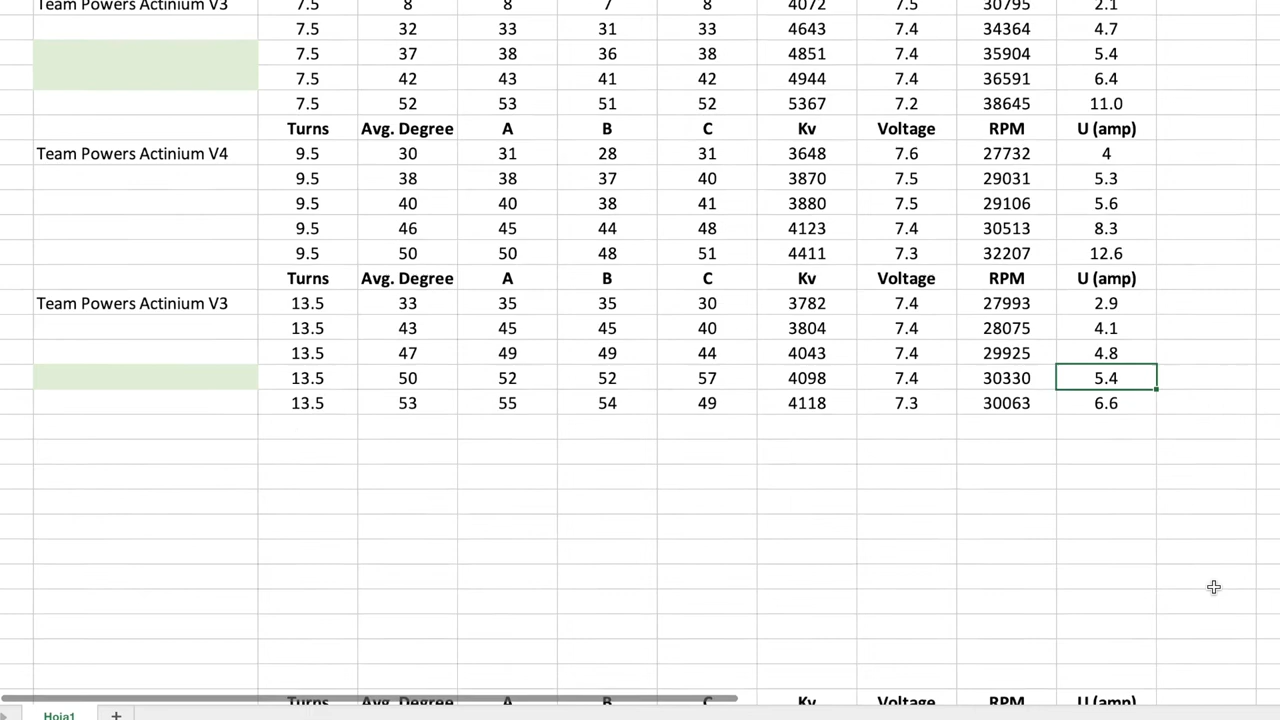 Team Powers Actinium V3 7.5 8 8 7 8 4072 7.5 30795 2.1
7.5 32 33 31 33 4643 7.4 34364 4.7
7.5 37 38 36 38 4851 7.4 35904 5.4
7.5 42 43 41 42 4944 7.4 36591 6.4
7.5 52 53 51 52 5367 7.2 38645 11.0
Turns Avg. Degree A B C Kv Voltage RPM U (amp)
Team Powers Actinium V4 9.5 30 31 28 31 3648 7.6 27732 4
9.5 38 38 37 40 3870 7.5 29031 5.3
9.5 40 40 38 41 3880 7.5 29106 5.6
9.5 46 45 44 48 4123 7.4 30513 8.3
9.5 50 50 48 51 4411 7.3 32207 12.6
Turns Avg. Degree A B C Kv Voltage RPM U (amp)
Team Powers Actinium V3 13.5 33 35 35 30 3782 7.4 27993 2.9
13.5 43 45 45 40 3804 7.4 28075 4.1
13.5 47 49 49 44 4043 7.4 29925 4.8
13.5 50 52 52 57 4098 7.4 30330 5.4
13.5 53 55 54 49 4118 7.3 30063 6.6
Turns Avg. Degree A B C Kv Voltage RPM U (amp)
Hoja1 +